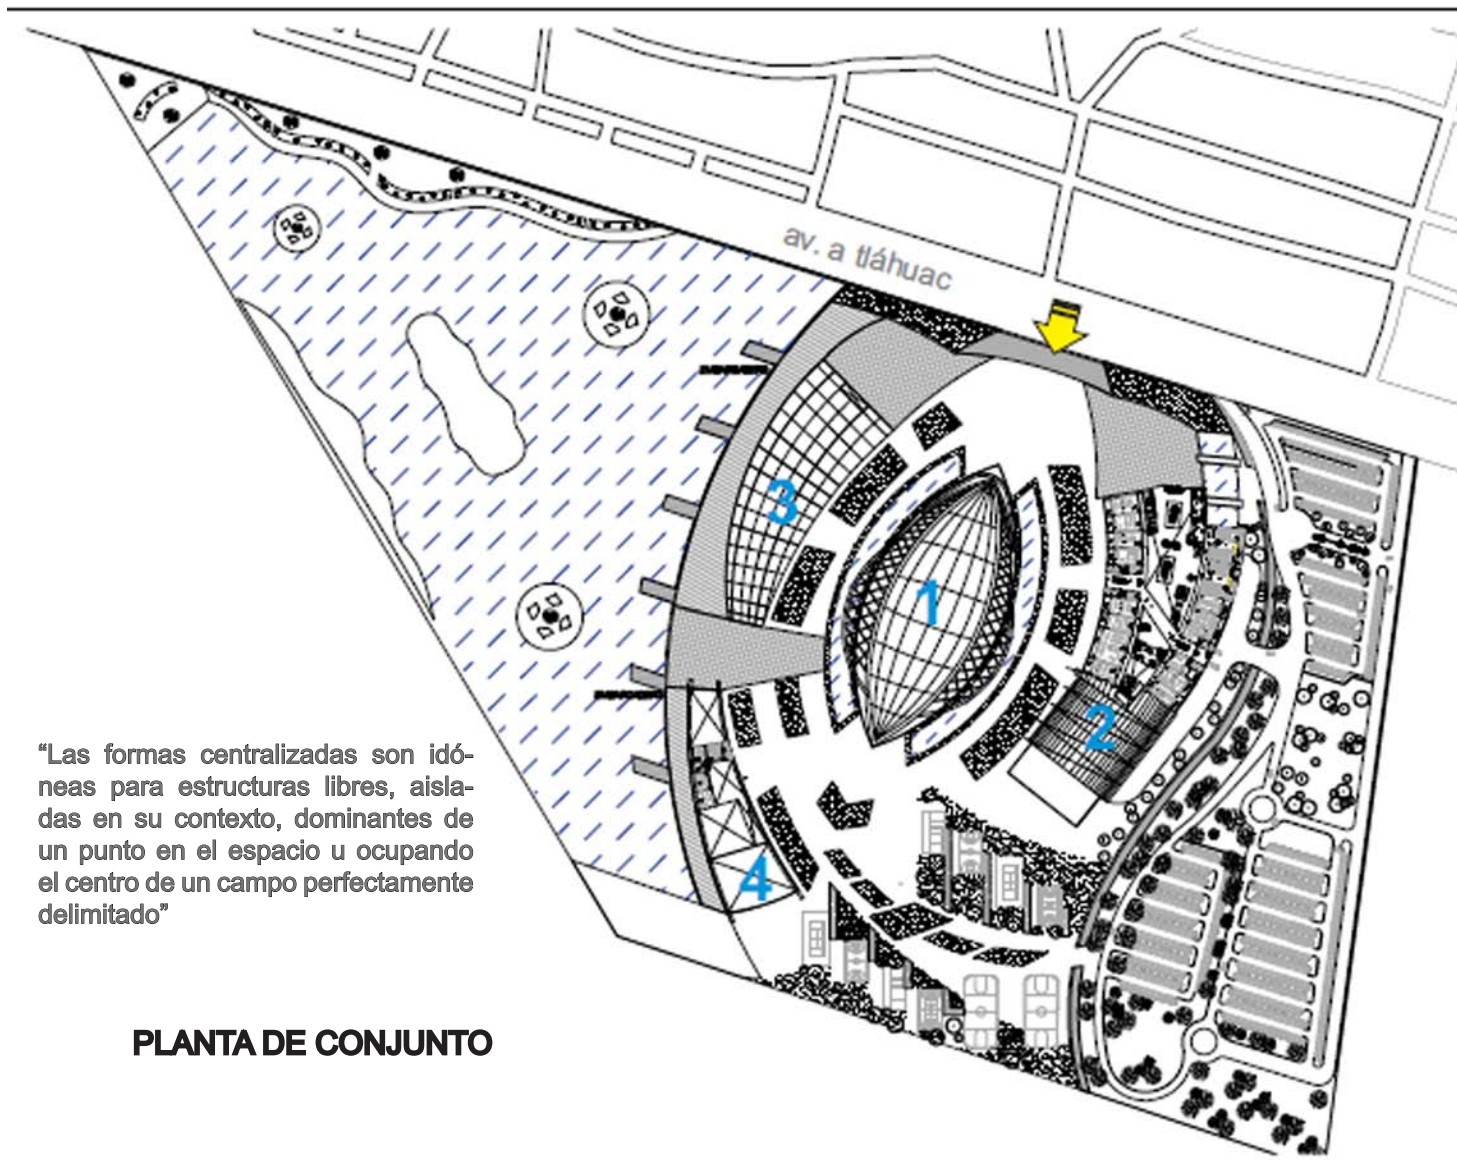 av. a tláhuac
3
1
2
4
“Las formas centralizadas son idó-
neas para estructuras libres, aisla-
das en su contexto, dominantes de
un punto en el espacio u ocupando
el centro de un campo perfectamente
delimitado”
PLANTA DE CONJUNTO